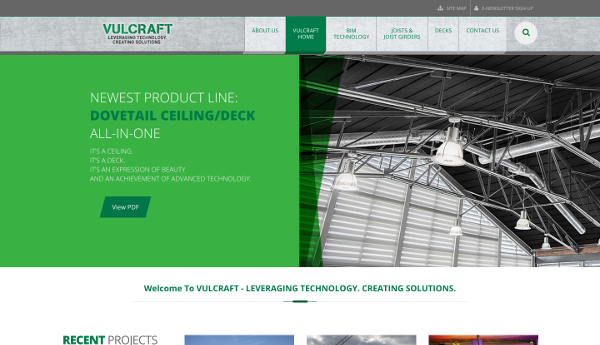 SITE MAP
E-NEWSLETTER SIGN-UP
VULCRAFT
LEVERAGING TECHNOLOGY.
CREATING SOLUTIONS.
ABOUT US
VULCRAFT
HOME
BIM
TECHNOLOGY
JOISTS &
JOIST GIRDERS
DECKS
CONTACT US
NEWEST PRODUCT LINE:
DOVETAIL CEILING/DECK
ALL-IN-ONE
IT'S A CEILING.
IT'S A DECK.
IT'S AN EXPRESSION OF BEAUTY
AND AN ACHIEVEMENT OF ADVANCED TECHNOLOGY.
View PDF
Welcome To VULCRAFT - LEVERAGING TECHNOLOGY. CREATING SOLUTIONS.
RECENT PROJECTS